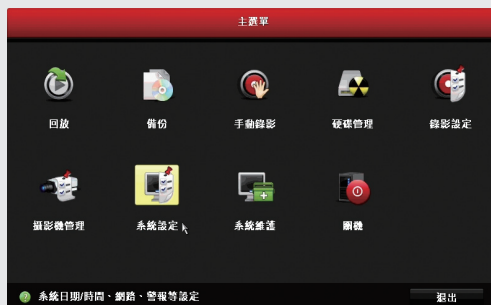 主選單
回放
備份
手動錄影
硬碟管理
錄影設定
攝影機管理
系統設定
系統維護
關機
系統日期/時間、網路、警報等設定
退出